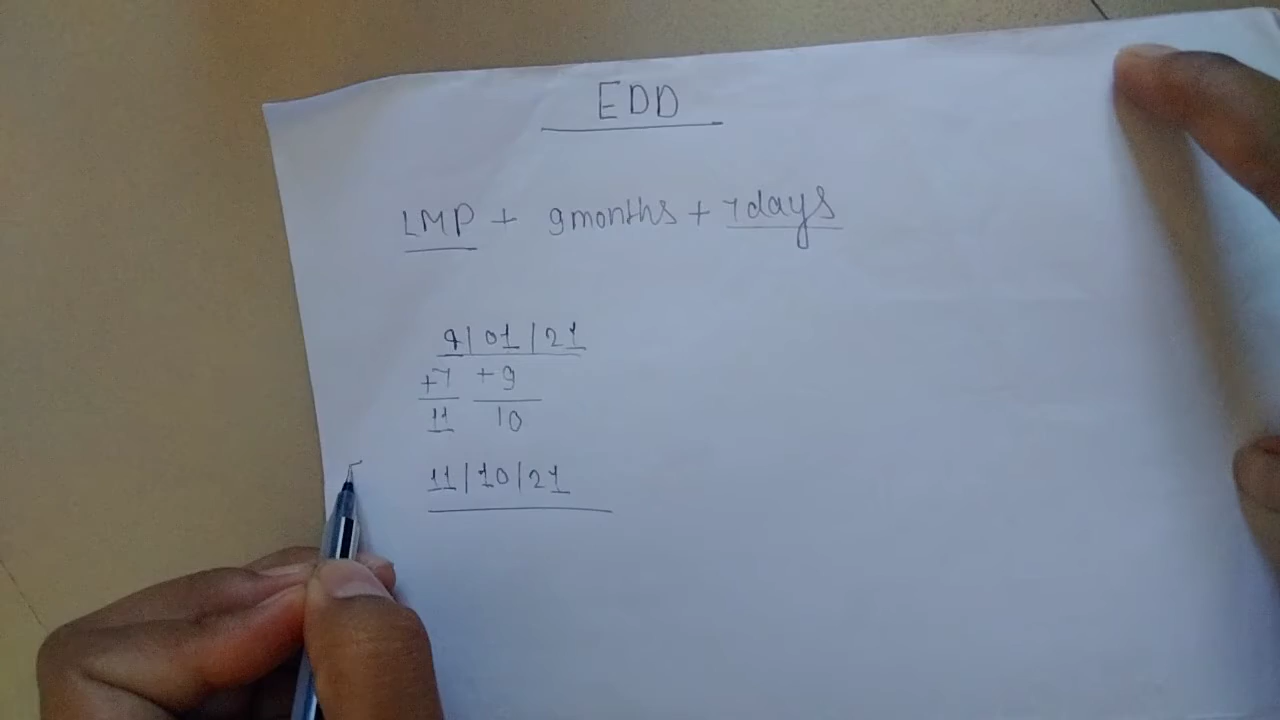 EDD
LMP + 9months + 7days
4/01/21
+7 +9
11 10
11/10/21